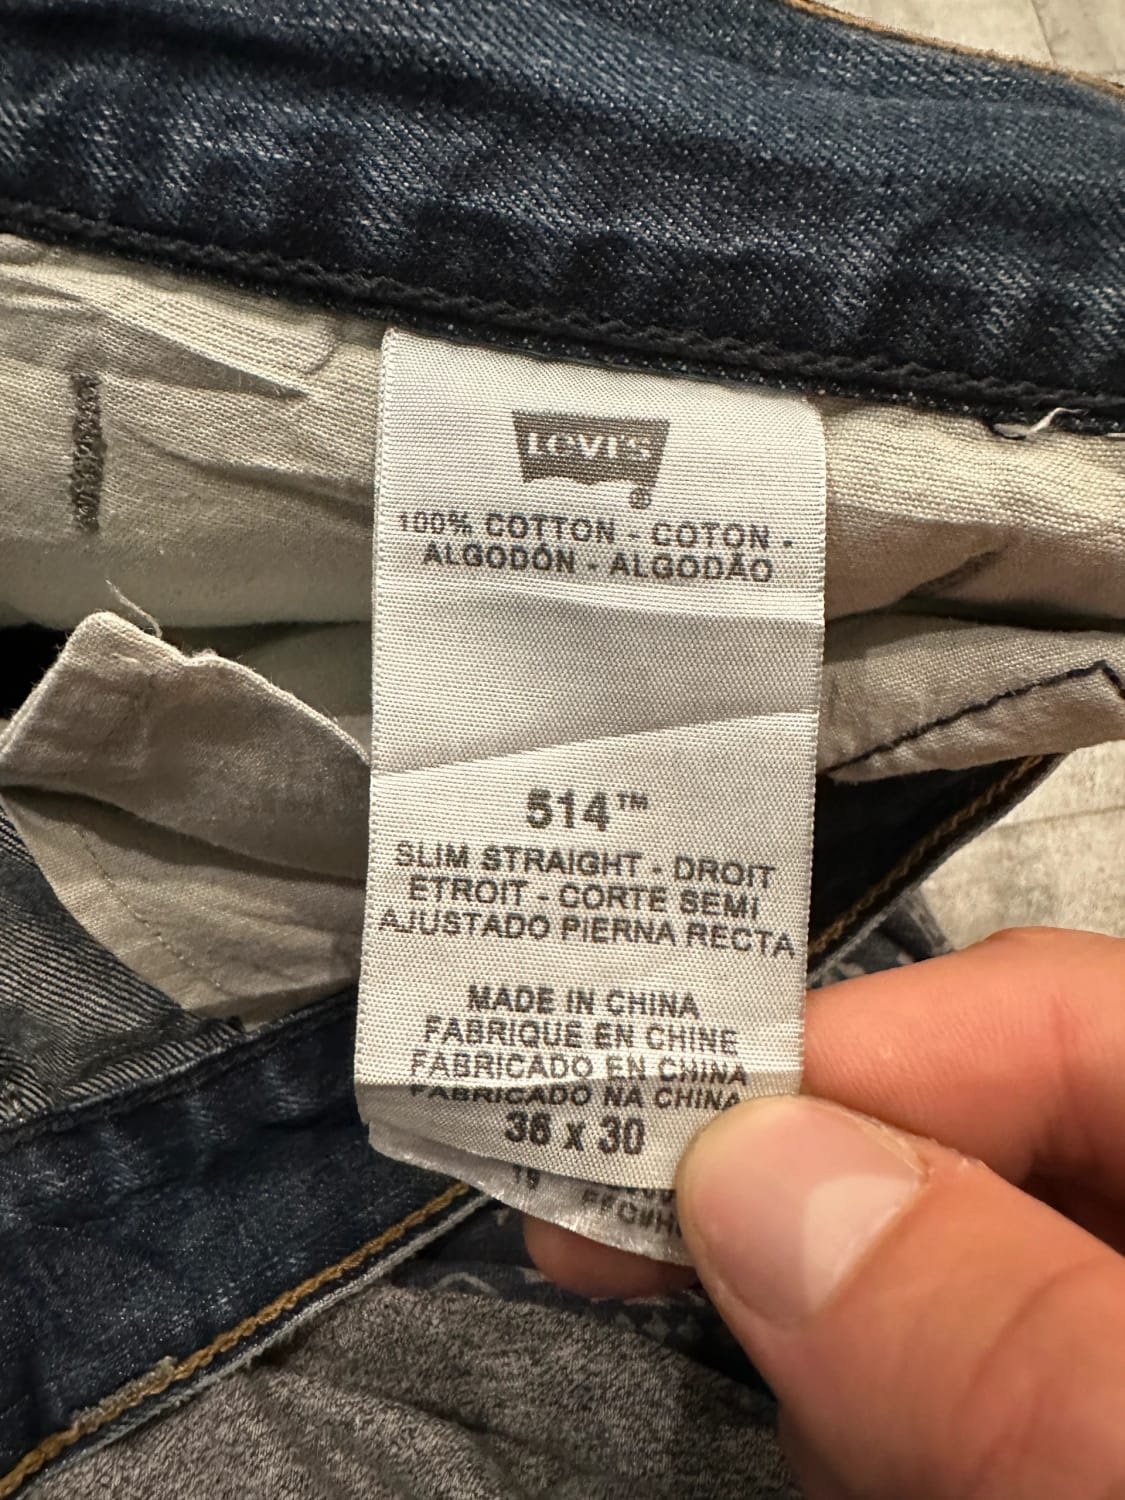 LEVI'S
®
100% COTTON - COTON -
ALGODÓN - ALGODÃO
514™
SLIM STRAIGHT - DROIT
ETROIT - CORTE SEMI
AJUSTADO PIERNA RECTA
MADE IN CHINA
FABRIQUE EN CHINE
FABRICADO EN CHINA
FABRICADO NA CHINA
36 x 30